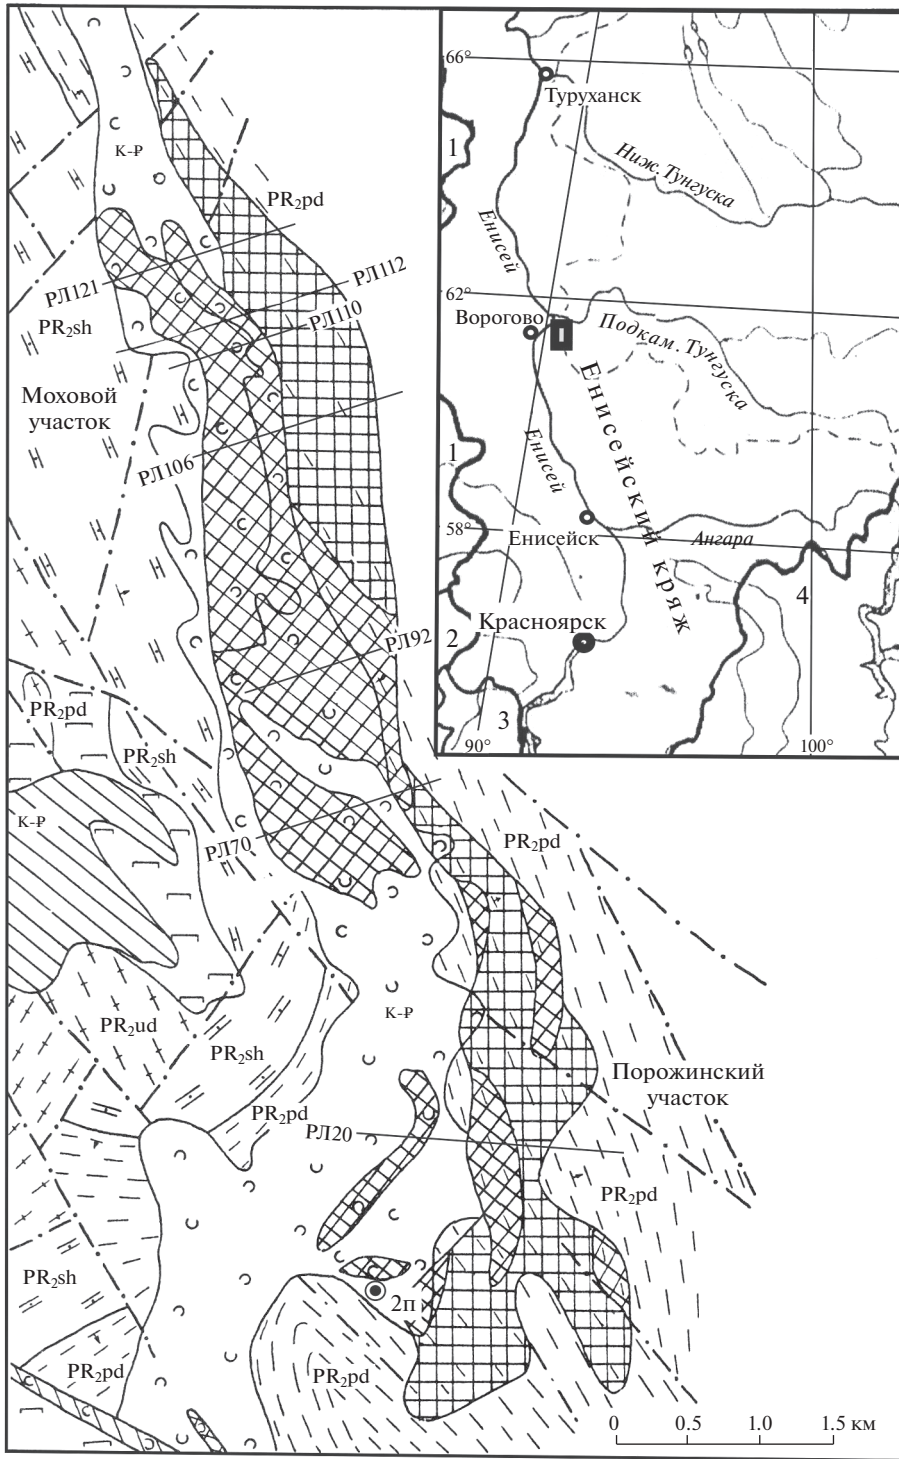 К-Р
PR₂pd
РЛ121
РЛ112
РЛ110
PR₂sh
Моховой
участок
РЛ106
РЛ92
PR₂pd
PR₂sh
К-Р
РЛ70
PR₂pd
К-Р
PR₂ud
PR₂sh
PR₂pd
РЛ20
Порожинский
участок
PR₂pd
PR₂sh
2п
PR₂pd
PR₂pd
0 0.5 1.0 1.5 км
66°
Туруханск
1
Ниж. Тунгуска
Енисей
62°
Ворогово
Подкам. Тунгуска
Енисейский кряж
Енисей
1
58°
Енисейск
Ангара
4
Красноярск
2
3
90°
100°